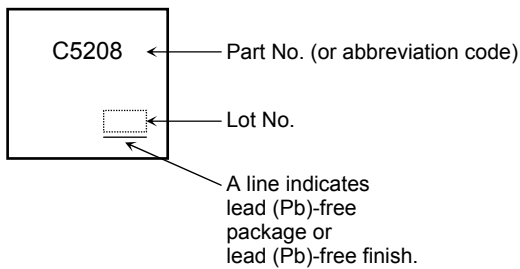 C5208
Part No. (or abbreviation code)
Lot No.
A line indicates
lead (Pb)-free
package or
lead (Pb)-free finish.